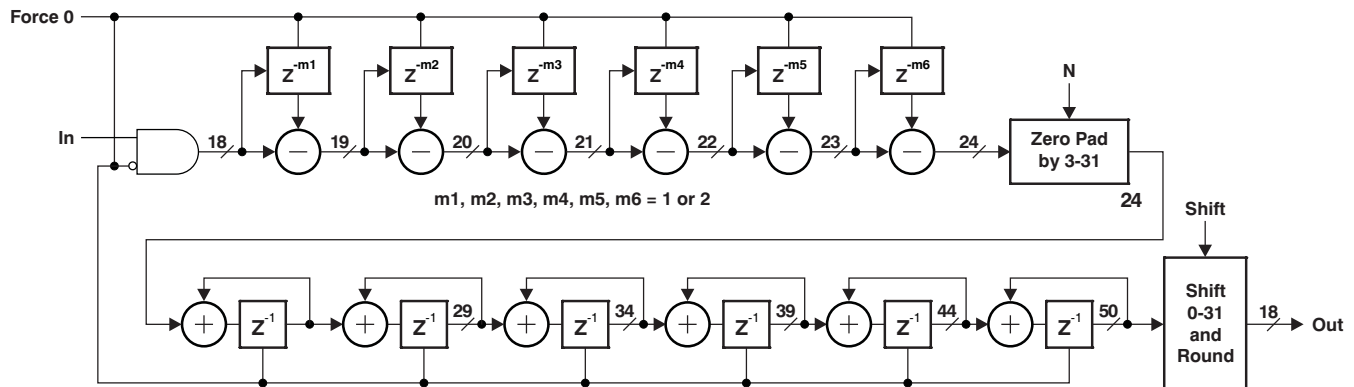 Force 0
Z-m1
Z-m2
Z-m3
Z-m4
Z-m5
Z-m6
N
In
18
−
19
−
20
−
21
−
22
−
23
−
24
Zero Pad
by 3-31
m1, m2, m3, m4, m5, m6 = 1 or 2
24
Shift
+
Z-1
+
Z-1
29
+
Z-1
34
+
Z-1
39
+
Z-1
44
+
Z-1
50
Shift
0-31
and
Round
18
Out